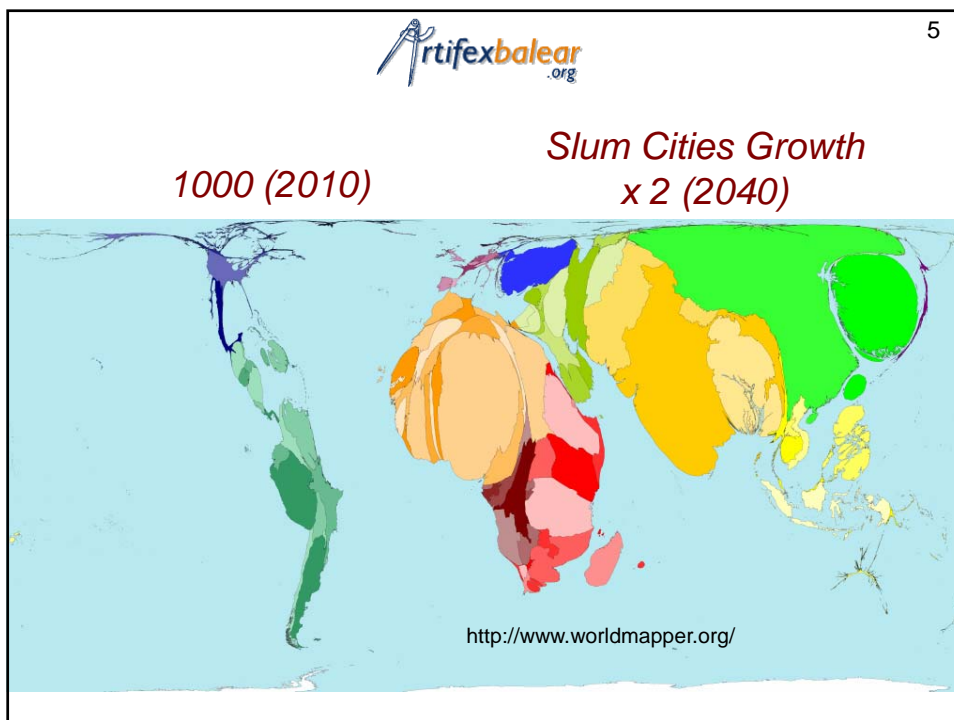 5
Artifexbalear
.org
Slum Cities Growth
1000 (2010)
x 2 (2040)
http://www.worldmapper.org/